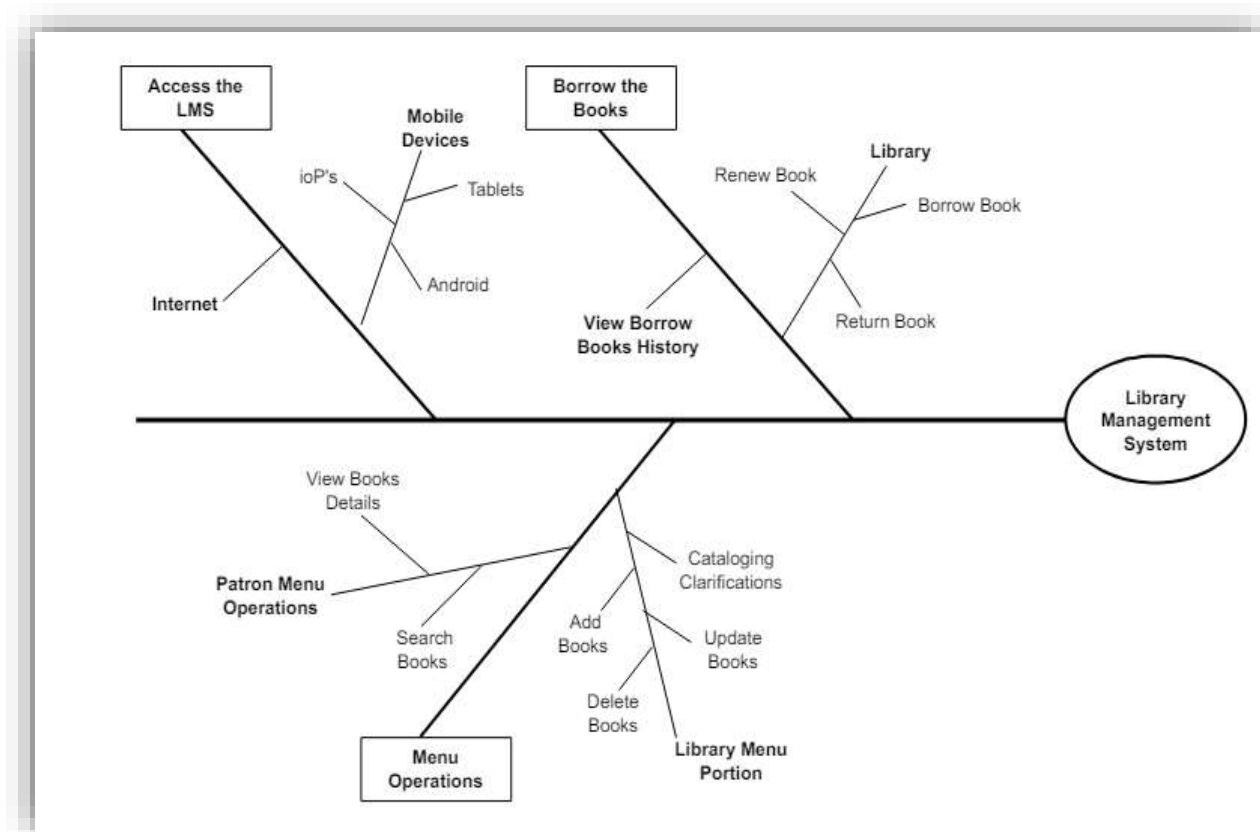 Access the
LMS
Mobile
Devices
ioP's
Tablets
Android
Internet
Borrow the
Books
Library
Renew Book
Borrow Book
Return Book
View Borrow
Books History
Library
Management
System
View Books
Details
Patron Menu
Operations
Search
Books
Cataloging
Clarifications
Add
Books
Update
Books
Delete
Books
Library Menu
Portion
Menu
Operations